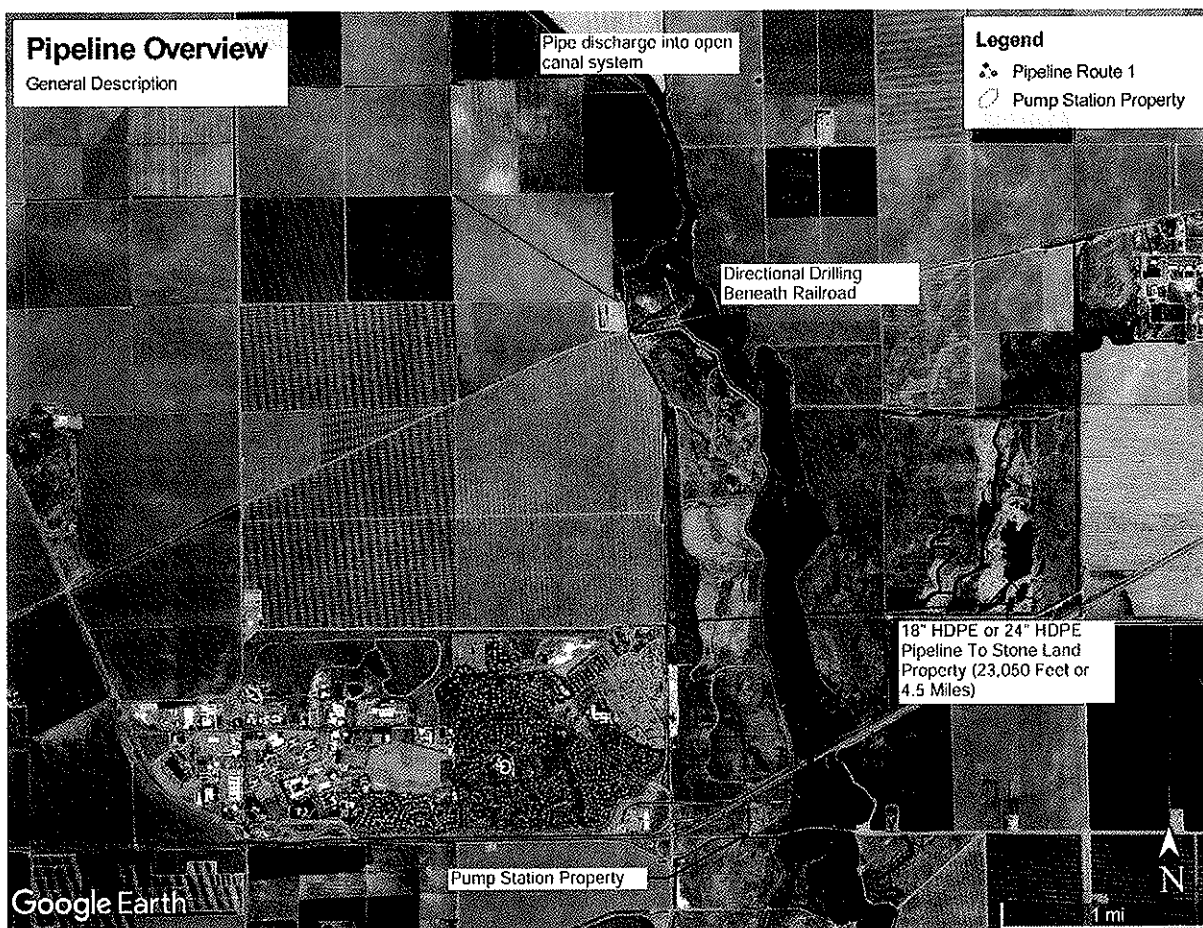 Pipeline Overview
General Description
Pipe discharge into open
canal system
Legend
Pipeline Route 1
Pump Station Property
Directional Drilling
Beneath Railroad
18" HDPE or 24" HDPE
Pipeline To Stone Land
Property (23,050 Feet or
4.5 Miles)
Pump Station Property
Google Earth
N
1 mi